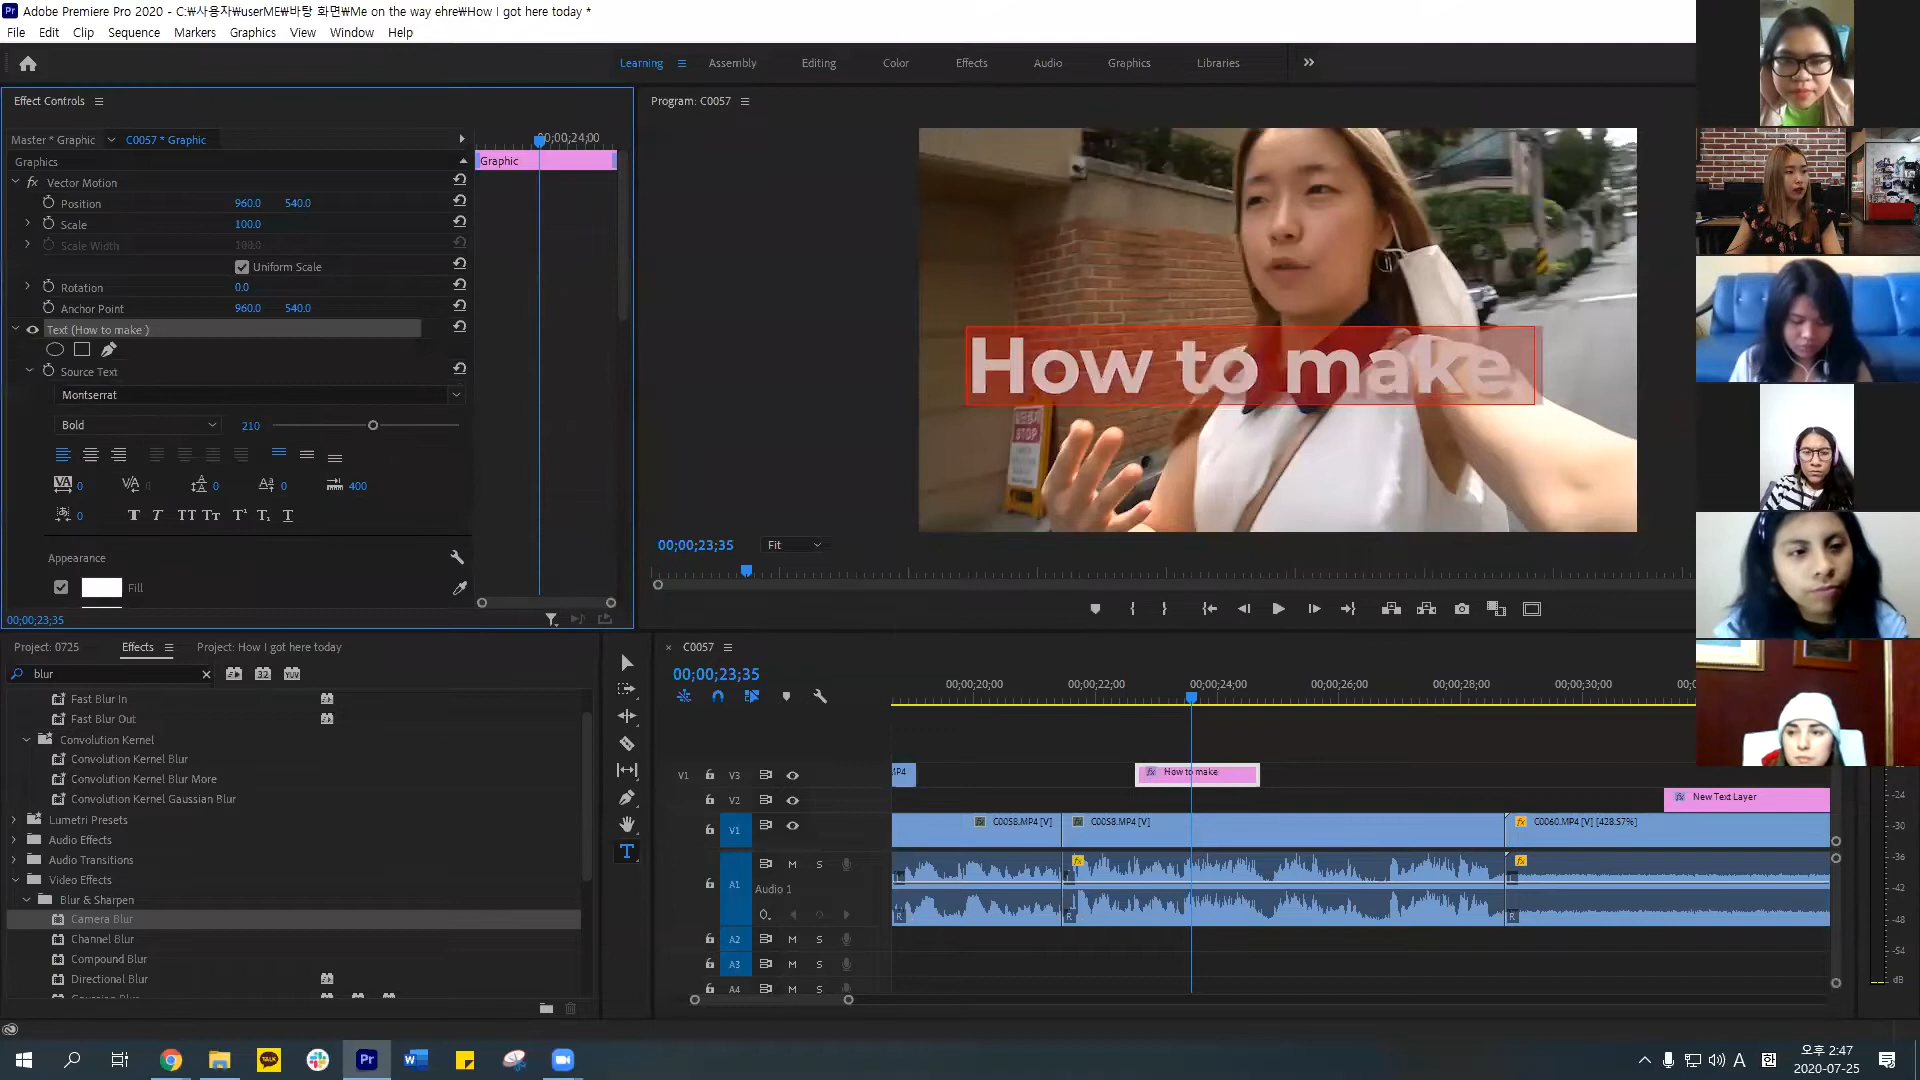 Adobe Premiere Pro 2020 - C:₩사용자₩userME₩바탕 화면₩Me on the way ehre₩How I got here today *
File Edit Clip Sequence Markers Graphics View Window Help
Learning Assembly Editing Color Effects Audio Graphics Libraries
Effect Controls
Master * Graphic C0057 * Graphic
00;00;24;00
Graphics
Graphic
Vector Motion
Position 960.0 540.0
Scale 100.0
Scale Width 100.0
Uniform Scale
Rotation 0.0
Anchor Point 960.0 540.0
Text (How to make )
Source Text
Montserrat
Bold 210
0 0 0 0 400
0
Appearance
Fill
00;00;23;35
Program: C0057
How to make
STOP
00;00;23;35 Fit
Project: 0725 Effects Project: How I got here today
blur
Fast Blur In
Fast Blur Out
Convolution Kernel
Convolution Kernel Blur
Convolution Kernel Blur More
Convolution Kernel Gaussian Blur
Lumetri Presets
Audio Effects
Audio Transitions
Video Effects
Blur & Sharpen
Camera Blur
Channel Blur
Compound Blur
Directional Blur
C0057
00;00;23;35
00;00;20;00 00;00;22;00 00;00;24;00 00;00;26;00 00;00;28;00 00;00;30;00
V1 V3 How to make
V2 New Text Layer
V1 C0058.MP4 [V] C0058.MP4 [V] C0060.MP4 [V] [428.57%]
A1 M S
Audio 1
A2 M S
A3 M S
A4 M S
-24
-30
-36
-42
-48
-54
dB
TALK
Pr
A 오후 2:47
2020-07-25